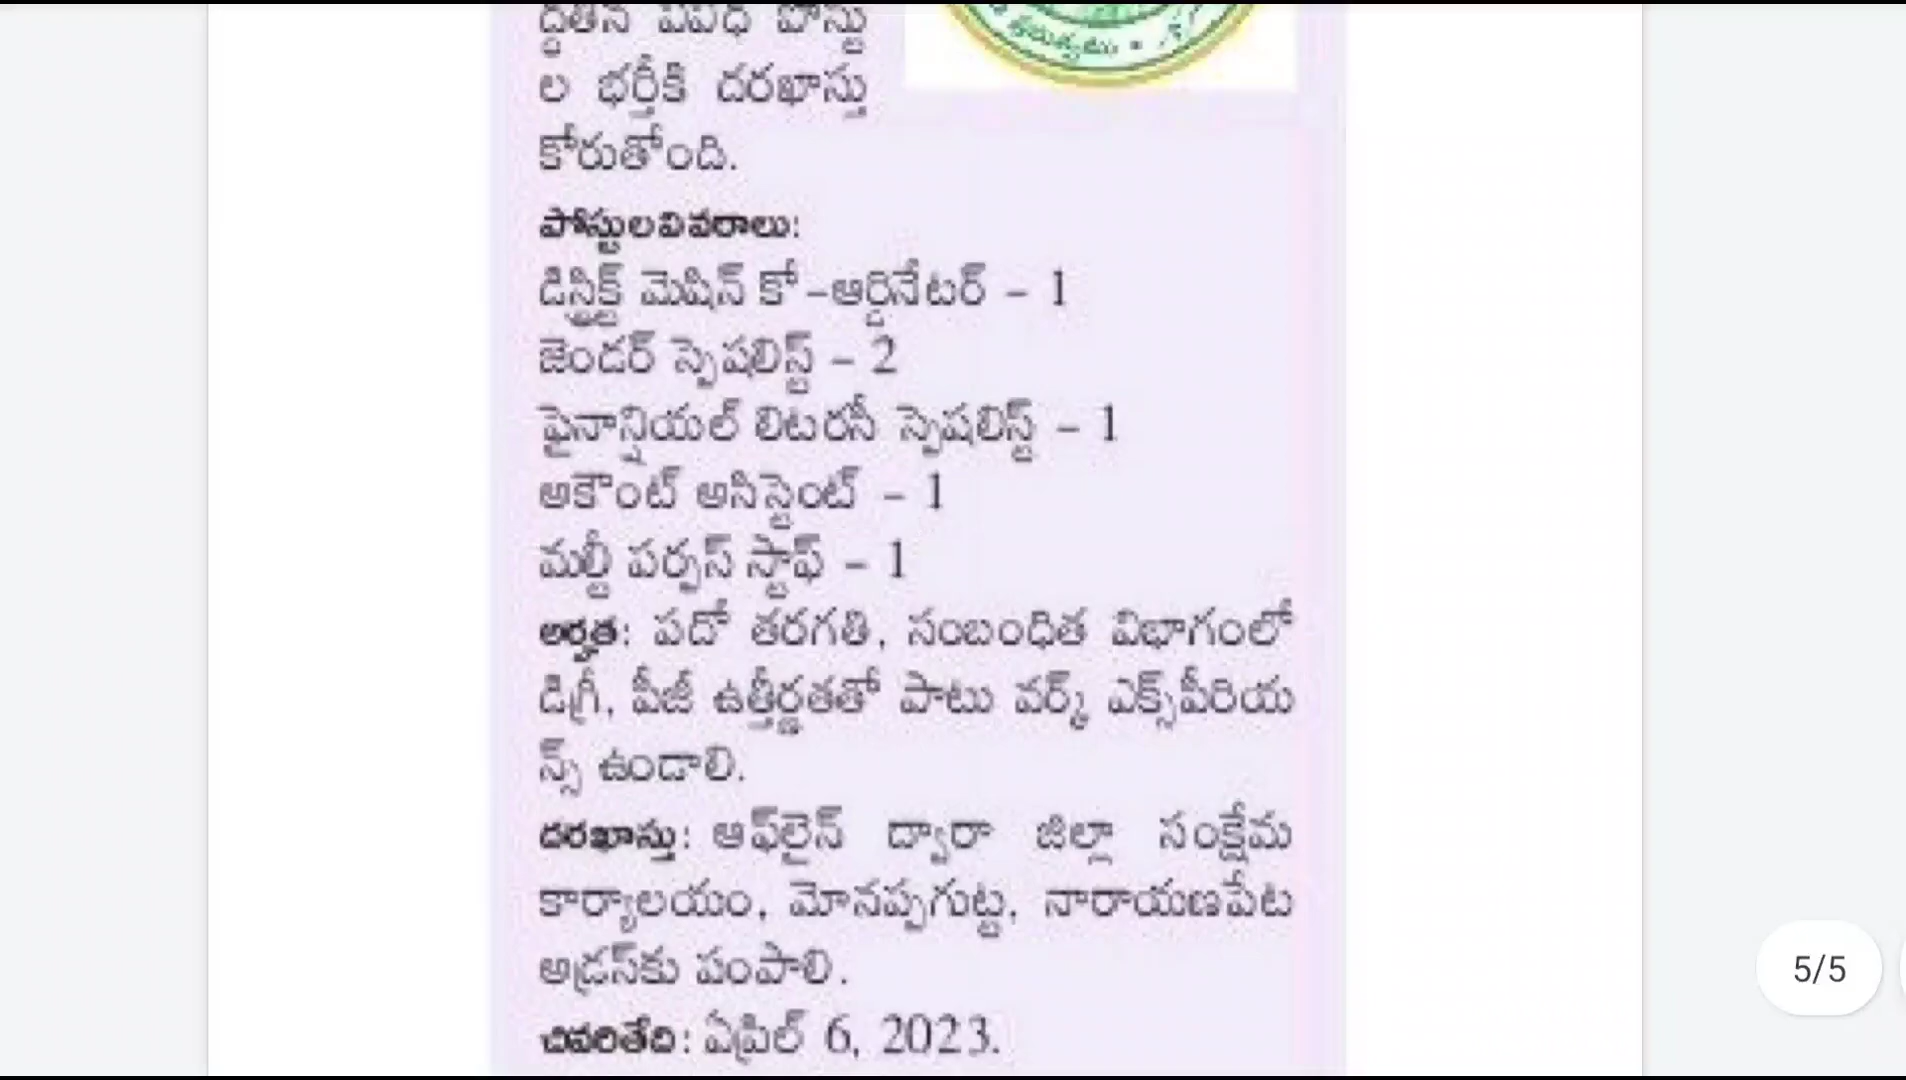 ద్ధతిన వివిధ పోస్టు
ల భర్తీకి దరఖాస్తు
కోరుతోంది.
పోస్టులవివరాలు:
డిస్ట్రిక్ట్ మెషిన్ కో-ఆర్డినేటర్ - 1
జెండర్ స్పెషలిస్ట్ - 2
ఫైనాన్షియల్ లిటరసీ స్పెషలిస్ట్ - 1
అకౌంట్ అసిస్టెంట్ - 1
మల్టీ పర్పస్ స్టాఫ్ - 1
అర్హత: పదో తరగతి, సంబంధిత విభాగంలో
డిగ్రీ, పీజీ ఉత్తీర్ణతతో పాటు వర్క్ ఎక్స్‌పీరియ
న్స్ ఉండాలి.
దరఖాస్తు: ఆఫ్‌లైన్ ద్వారా జిల్లా సంక్షేమ
కార్యాలయం, మోనప్పగుట్ట, నారాయణపేట
అడ్రస్‌కు పంపాలి.
చివరితేది: ఏప్రిల్ 6, 2023.
5/5